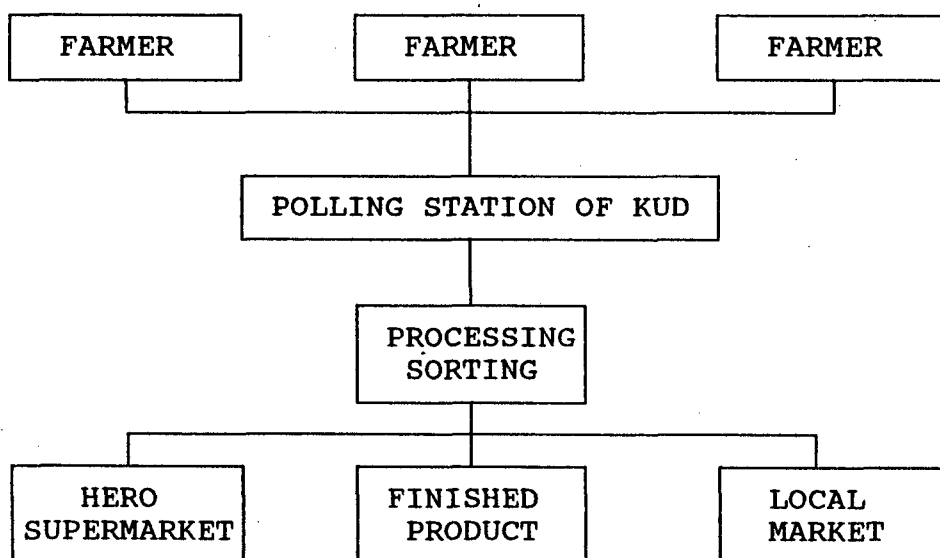 FARMER
FARMER
FARMER
POLLING STATION OF KUD
PROCESSING
SORTING
HERO
SUPERMARKET
FINISHED
PRODUCT
LOCAL
MARKET